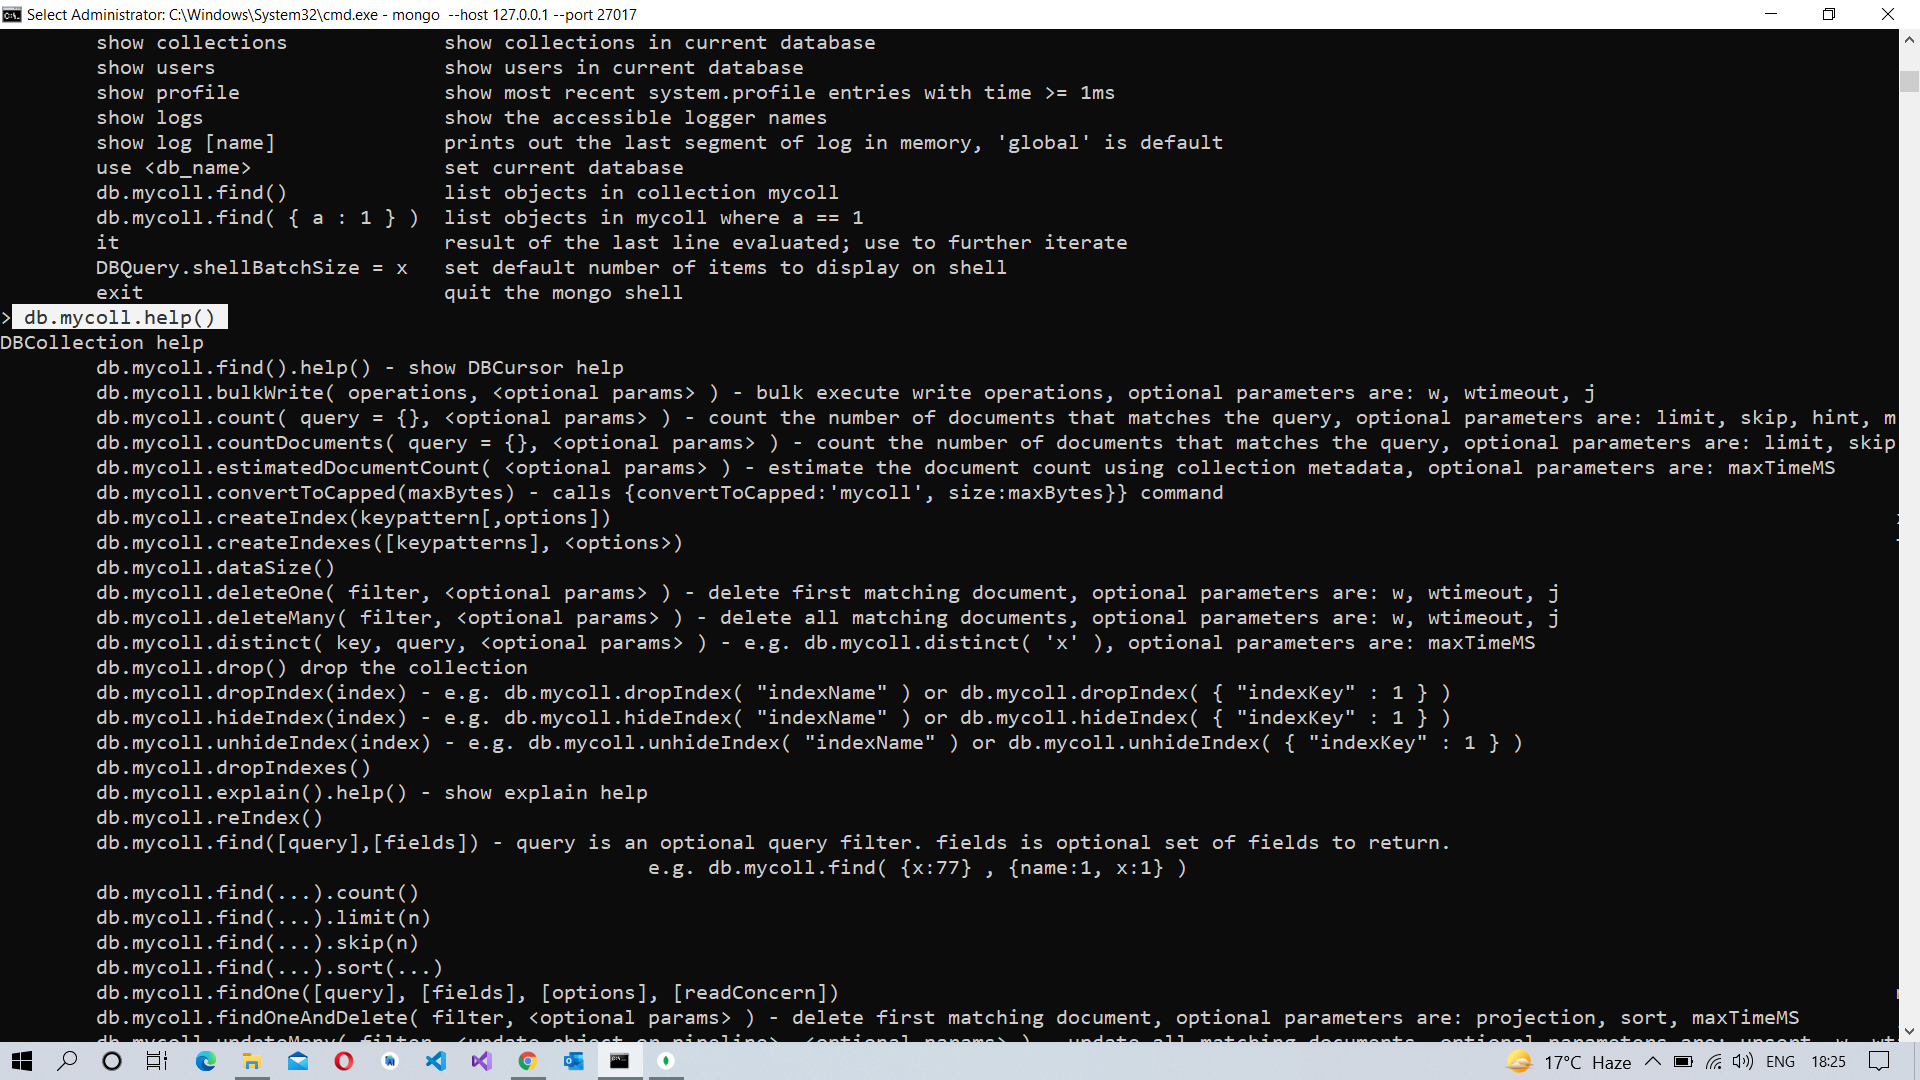 Select Administrator: C:\Windows\System32\cmd.exe - mongo  --host 127.0.0.1 --port 27017
show collections             show collections in current database
show users                   show users in current database
show profile                 show most recent system.profile entries with time >= 1ms
show logs                    show the accessible logger names
show log [name]              prints out the last segment of log in memory, 'global' is default
use <db_name>                set current database
db.mycoll.find()             list objects in collection mycoll
db.mycoll.find( { a : 1 } )  list objects in mycoll where a == 1
it                           result of the last line evaluated; use to further iterate
DBQuery.shellBatchSize = x   set default number of items to display on shell
exit                         quit the mongo shell
> db.mycoll.help()
DBCollection help
db.mycoll.find().help() - show DBCursor help
db.mycoll.bulkWrite( operations, <optional params> ) - bulk execute write operations, optional parameters are: w, wtimeout, j
db.mycoll.count( query = {}, <optional params> ) - count the number of documents that matches the query, optional parameters are: limit, skip, hint, m
db.mycoll.countDocuments( query = {}, <optional params> ) - count the number of documents that matches the query, optional parameters are: limit, skip
db.mycoll.estimatedDocumentCount( <optional params> ) - estimate the document count using collection metadata, optional parameters are: maxTimeMS
db.mycoll.convertToCapped(maxBytes) - calls {convertToCapped:'mycoll', size:maxBytes}} command
db.mycoll.createIndex(keypattern[,options])
db.mycoll.createIndexes([keypatterns], <options>)
db.mycoll.dataSize()
db.mycoll.deleteOne( filter, <optional params> ) - delete first matching document, optional parameters are: w, wtimeout, j
db.mycoll.deleteMany( filter, <optional params> ) - delete all matching documents, optional parameters are: w, wtimeout, j
db.mycoll.distinct( key, query, <optional params> ) - e.g. db.mycoll.distinct( 'x' ), optional parameters are: maxTimeMS
db.mycoll.drop() drop the collection
db.mycoll.dropIndex(index) - e.g. db.mycoll.dropIndex( "indexName" ) or db.mycoll.dropIndex( { "indexKey" : 1 } )
db.mycoll.hideIndex(index) - e.g. db.mycoll.hideIndex( "indexName" ) or db.mycoll.hideIndex( { "indexKey" : 1 } )
db.mycoll.unhideIndex(index) - e.g. db.mycoll.unhideIndex( "indexName" ) or db.mycoll.unhideIndex( { "indexKey" : 1 } )
db.mycoll.dropIndexes()
db.mycoll.explain().help() - show explain help
db.mycoll.reIndex()
db.mycoll.find([query],[fields]) - query is an optional query filter. fields is optional set of fields to return.
e.g. db.mycoll.find( {x:77} , {name:1, x:1} )
db.mycoll.find(...).count()
db.mycoll.find(...).limit(n)
db.mycoll.find(...).skip(n)
db.mycoll.find(...).sort(...)
db.mycoll.findOne([query], [fields], [options], [readConcern])
db.mycoll.findOneAndDelete( filter, <optional params> ) - delete first matching document, optional parameters are: projection, sort, maxTimeMS
db.mycoll.updateMany( filter, <update object or pipeline>, <optional params> ) - update all matching documents, optional parameters are: upsert, w, wt
17°C Haze ENG 18:25